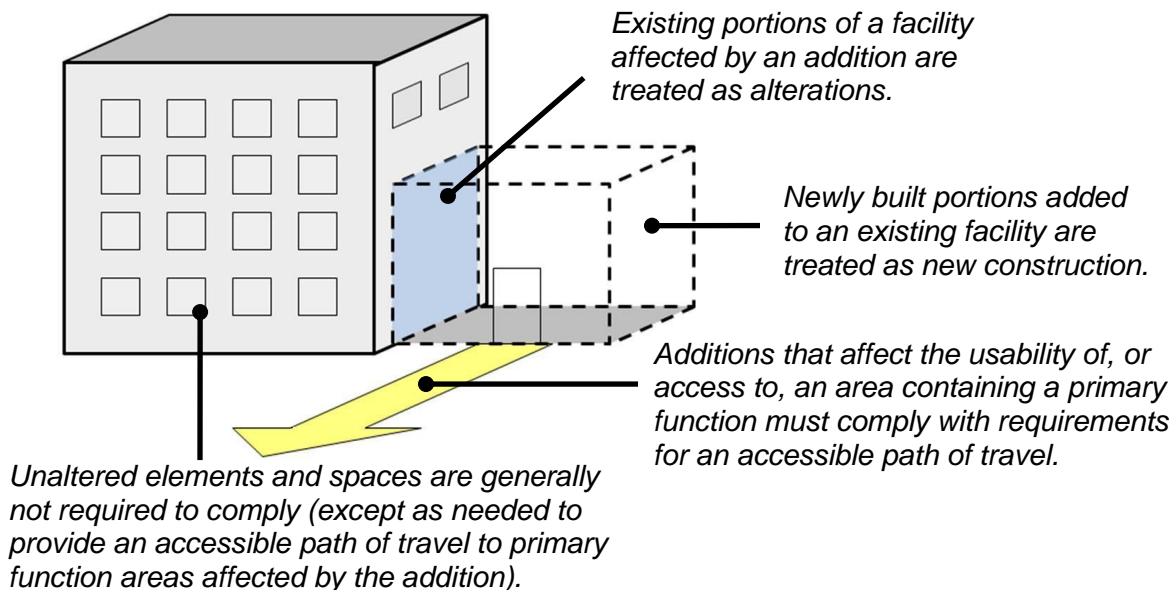 Existing portions of a facility
affected by an addition are
treated as alterations.
Newly built portions added
to an existing facility are
treated as new construction.
Additions that affect the usability of, or
access to, an area containing a primary
function must comply with requirements
for an accessible path of travel.
Unaltered elements and spaces are generally
not required to comply (except as needed to
provide an accessible path of travel to primary
function areas affected by the addition).